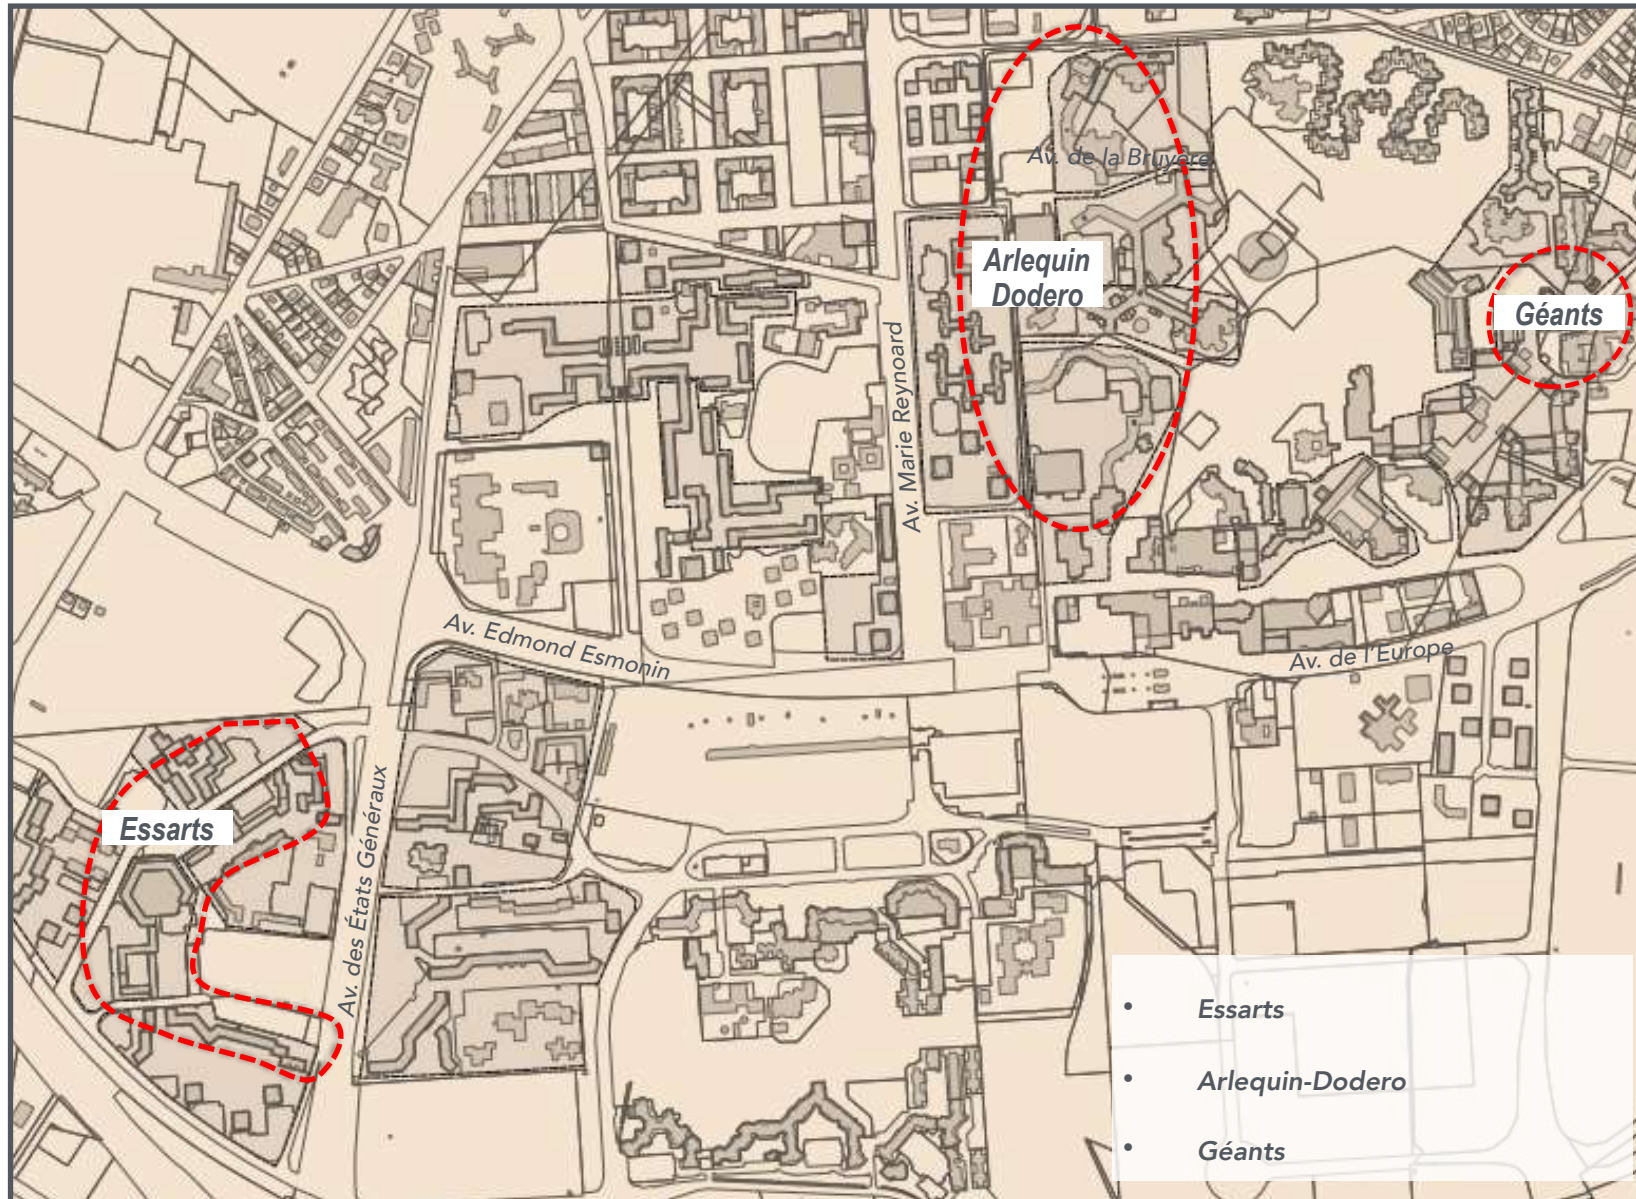 Av. de la Bruyère
Arlequin
Dodero
Géants
Av. Marie Reynoard
Av. Edmond Esmonin
Av. de l'Europe
Essarts
Av. des États Généraux
• Essarts
• Arlequin-Dodero
• Géants